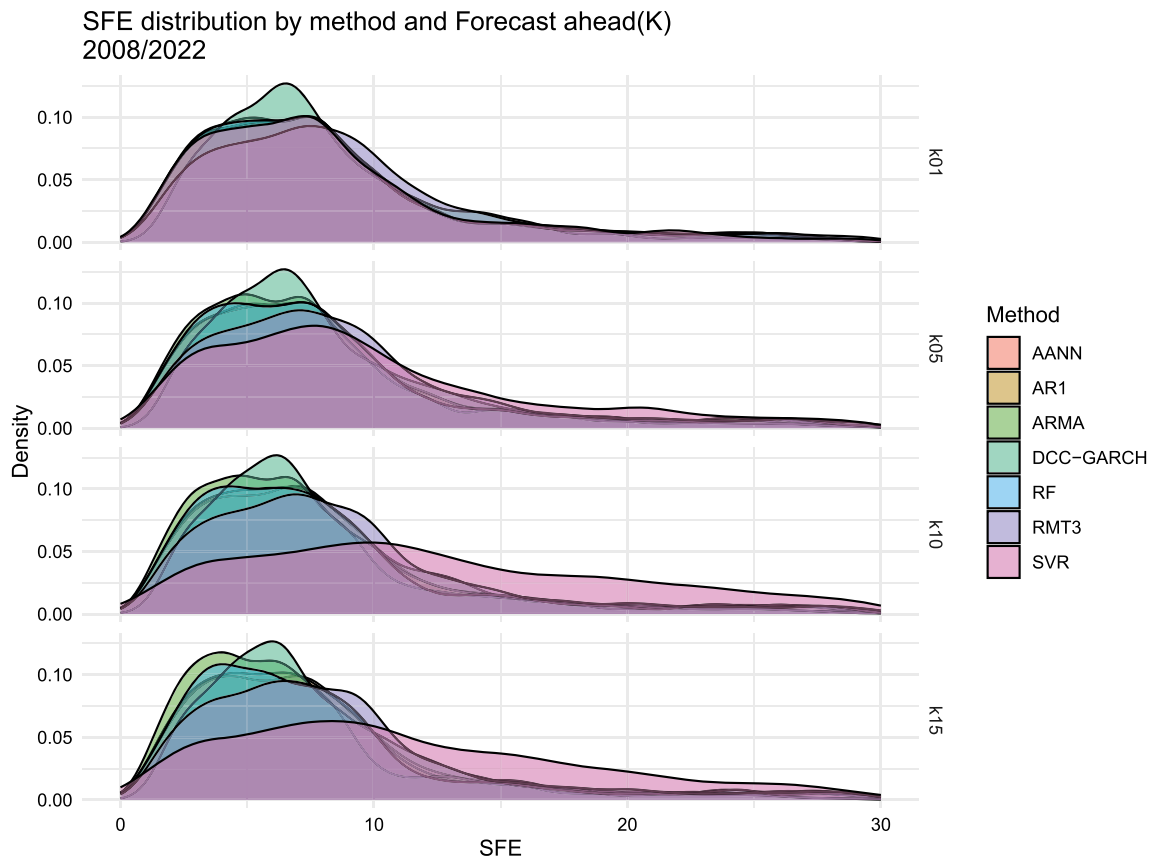 SFE distribution by method and Forecast ahead(K)
2008/2022
0.10
0.05
0.00
k01
0.10
0.05
0.00
k05
0.10
0.05
0.00
k10
0.10
0.05
0.00
k15
0
10
20
30
SFE
Density
Method
AANN
AR1
ARMA
DCC−GARCH
RF
RMT3
SVR